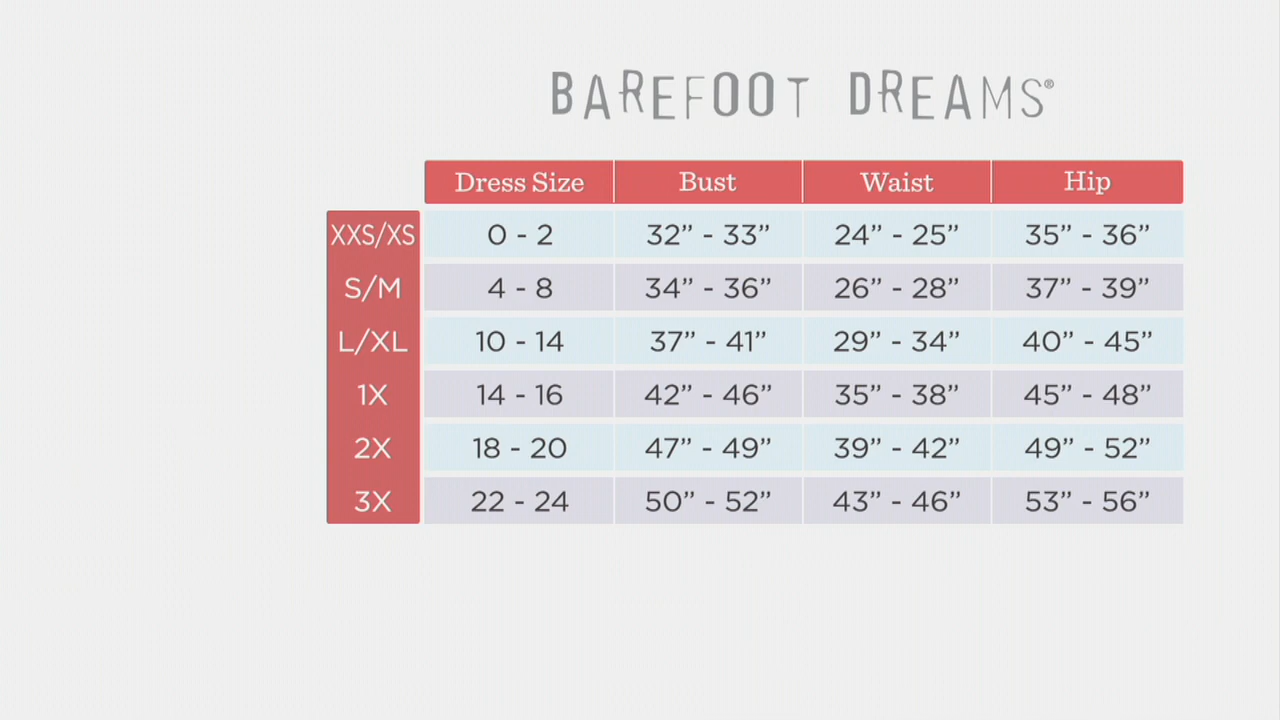 BAREFOOT DREAMS®
Dress Size Bust Waist Hip
XXS/XS 0 - 2 32” - 33” 24” - 25” 35” - 36”
S/M 4 - 8 34” - 36” 26” - 28” 37” - 39”
L/XL 10 - 14 37” - 41” 29” - 34” 40” - 45”
1X 14 - 16 42” - 46” 35” - 38” 45” - 48”
2X 18 - 20 47” - 49” 39” - 42” 49” - 52”
3X 22 - 24 50” - 52” 43” - 46” 53” - 56”